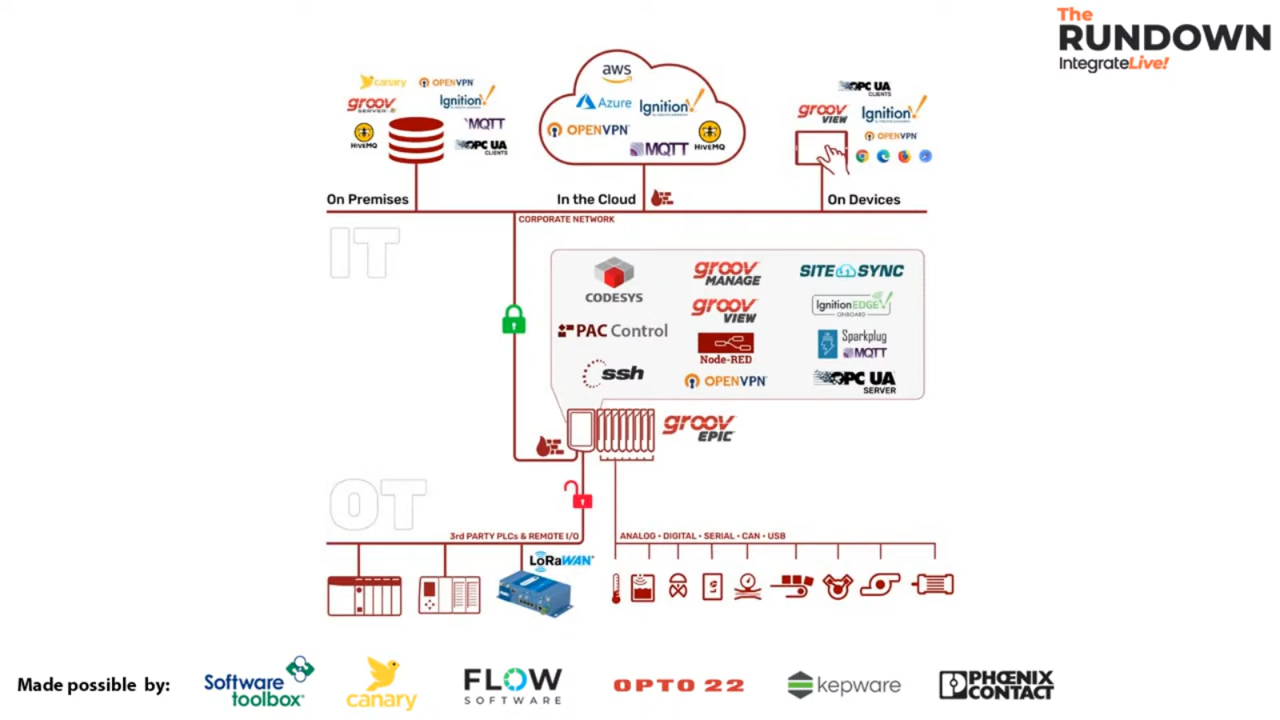 The
RUNDOWN
IntegrateLive!
canary
OPENVPN
groov
SERVER
Ignition!
MQTT
HIVEMQ
OPC UA
CLIENTS
aws
Azure
Ignition!
OPENVPN
MQTT
HIVEMQ
OPC UA
CLIENTS
groov
VIEW
Ignition!
OPENVPN
On Premises
In the Cloud
On Devices
CORPORATE NETWORK
IT
CODESYS
groov
MANAGE
SITE SYNC
groov
VIEW
Ignition EDGE
ONBOARD
PAC Control
Node-RED
Sparkplug
MQTT
ssh
OPENVPN
OPC UA
SERVER
groov
EPIC
OT
3rd PARTY PLCs & REMOTE I/O
ANALOG • DIGITAL • SERIAL • CAN • USB
LoRaWAN
Made possible by:
Software
toolbox
canary
FLOW
SOFTWARE
OPTO 22
kepware
PHŒNIX
CONTACT